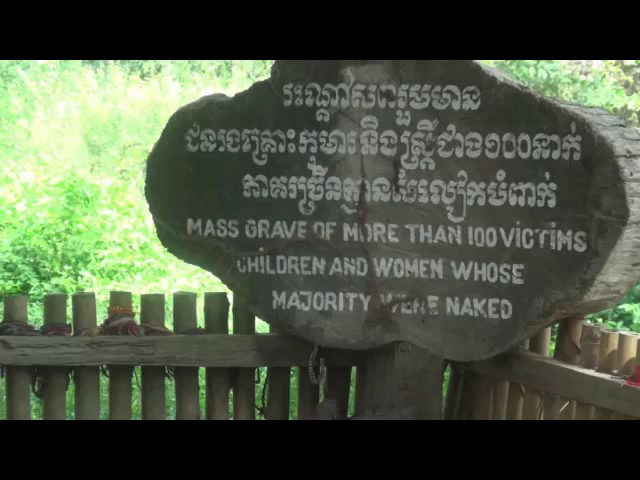 រណ្ដៅសពរួមមាន
ជនរងគ្រោះកុមារនិងស្ត្រីជាង១០០នាក់
ភាគច្រើនគ្មានសំលៀកបំពាក់
MASS GRAVE OF MORE THAN 100 VICTIMS
CHILDREN AND WOMEN WHOSE
MAJORITY WERE NAKED